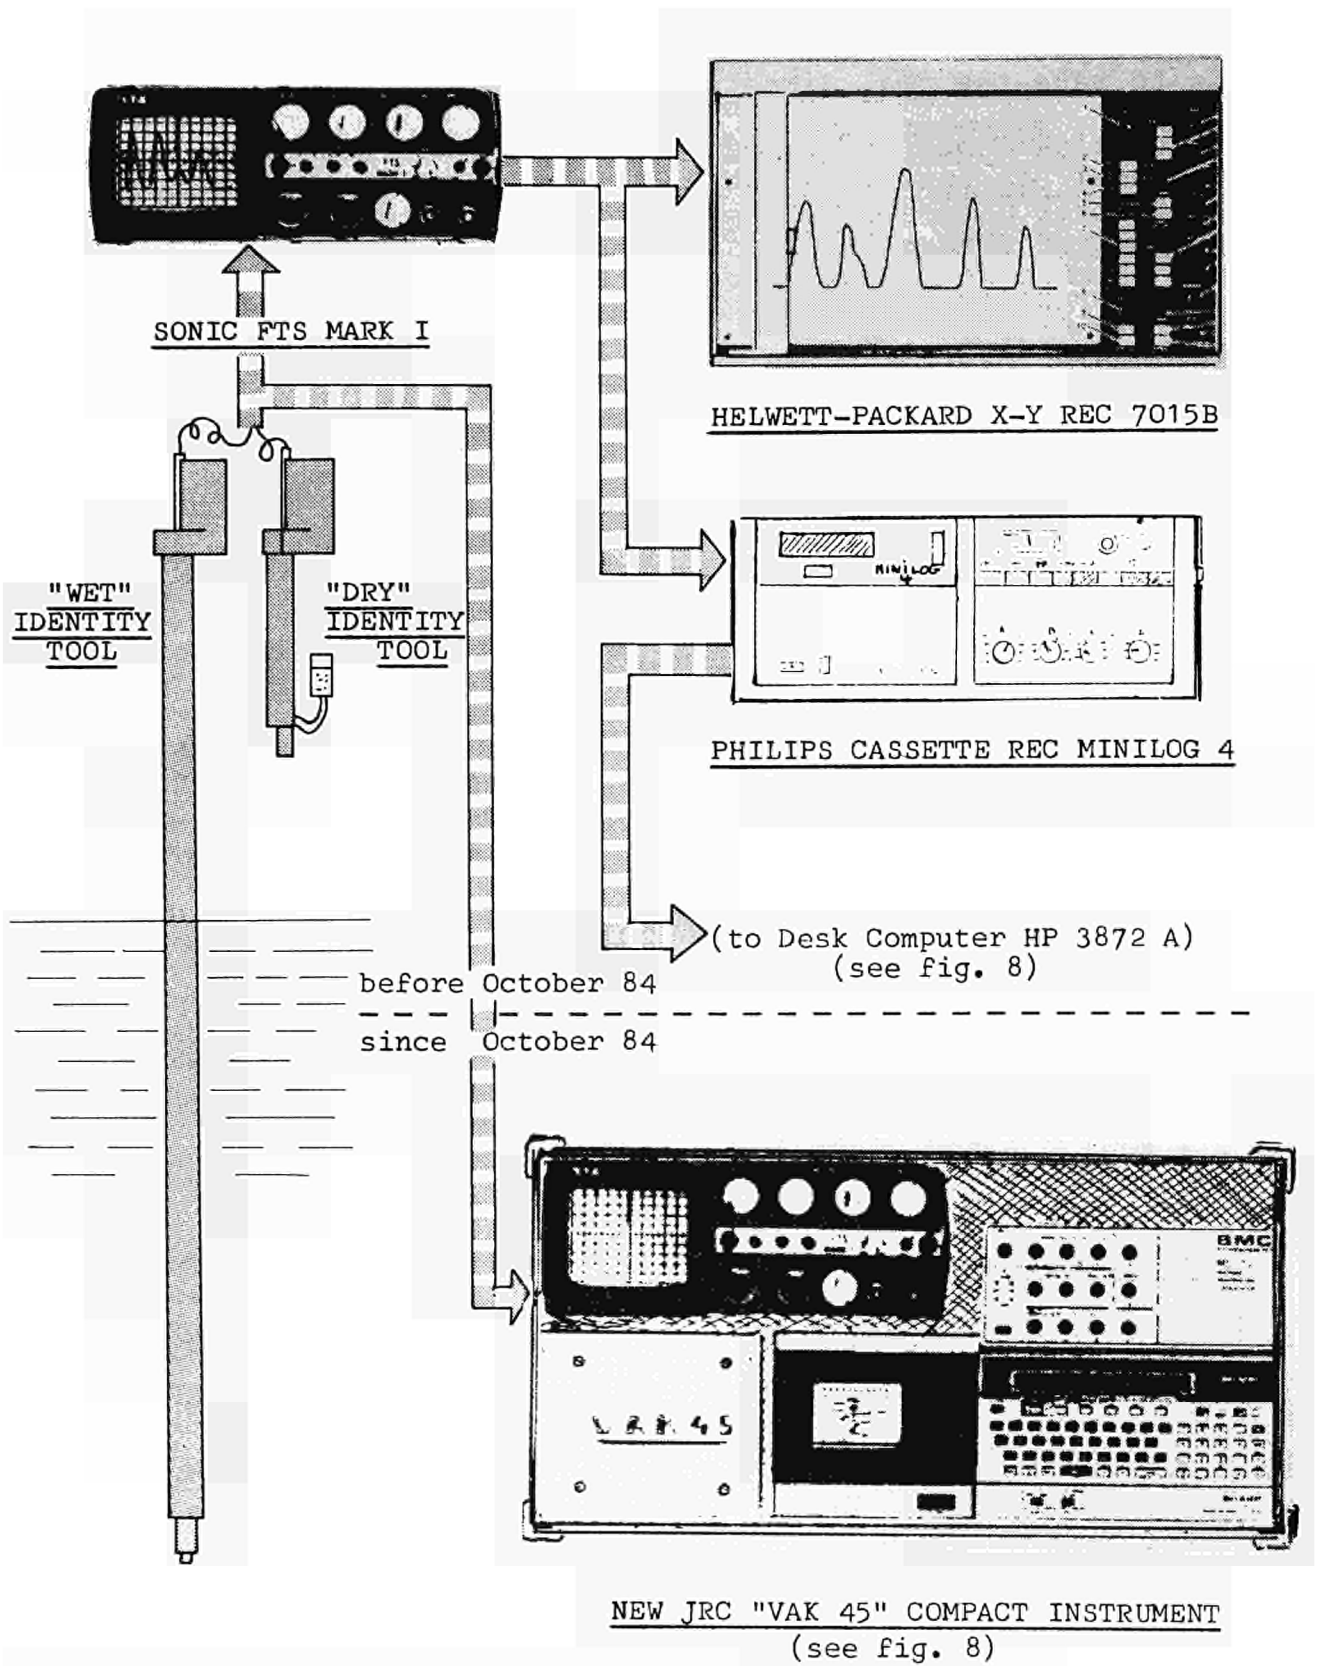 SONIC FTS MARK I
HELWETT-PACKARD X-Y REC 7015B
"WET"
IDENTITY
TOOL
"DRY"
IDENTITY
TOOL
MINILOG
4
PHILIPS CASSETTE REC MINILOG 4
(to Desk Computer HP 3872 A)
(see fig. 8)
before October 84
since October 84
BMC
VAK 45
NEW JRC "VAK 45" COMPACT INSTRUMENT
(see fig. 8)